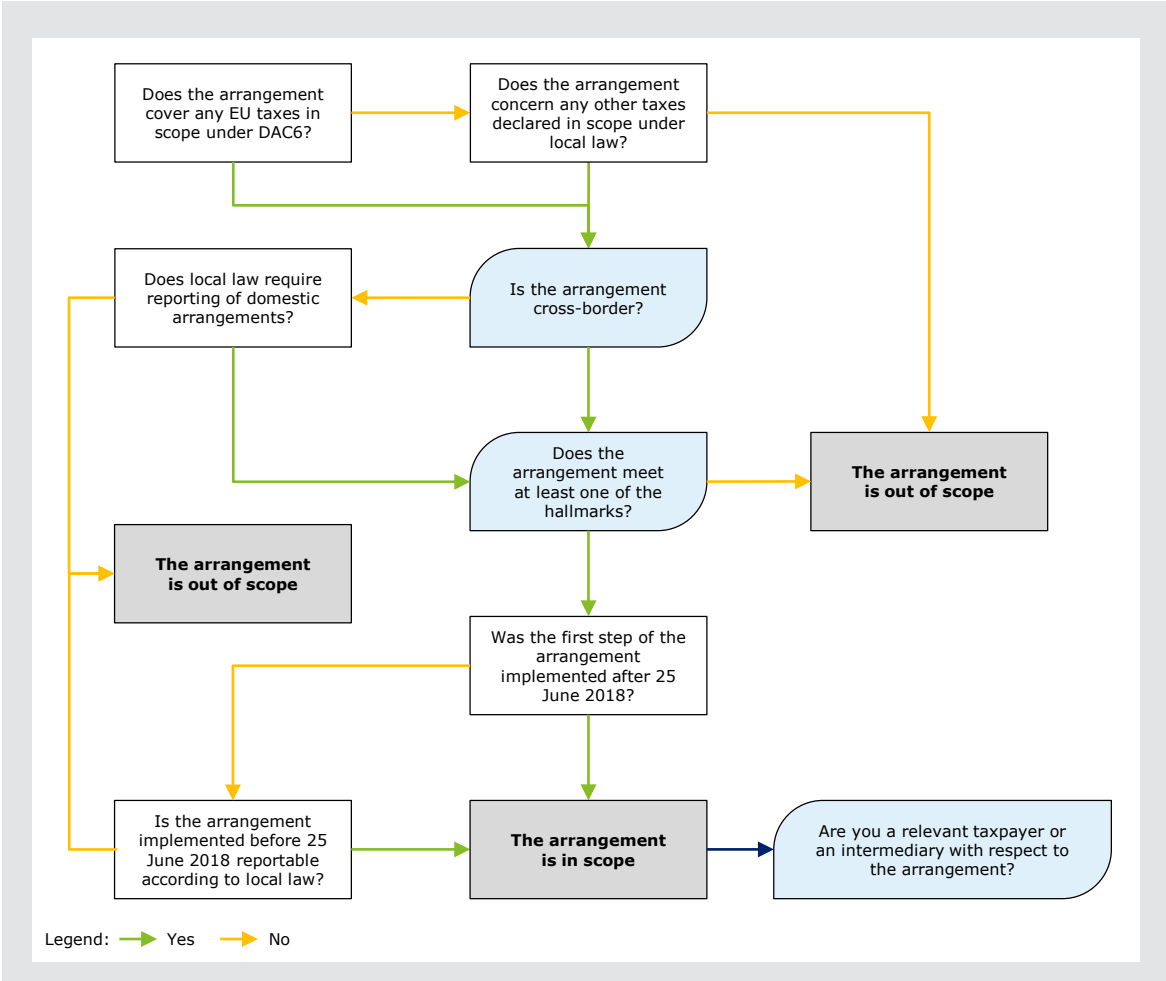 Does the arrangement
cover any EU taxes in
scope under DAC6?
Does the arrangement
concern any other taxes
declared in scope under
local law?
Does local law require
reporting of domestic
arrangements?
Is the arrangement
cross-border?
Does the
arrangement meet
at least one of the
hallmarks?
The arrangement
is out of scope
The arrangement
is out of scope
Was the first step of the
arrangement
implemented after 25
June 2018?
Is the arrangement
implemented before 25
June 2018 reportable
according to local law?
The arrangement
is in scope
Are you a relevant taxpayer or
an intermediary with respect to
the arrangement?
Legend: Yes No